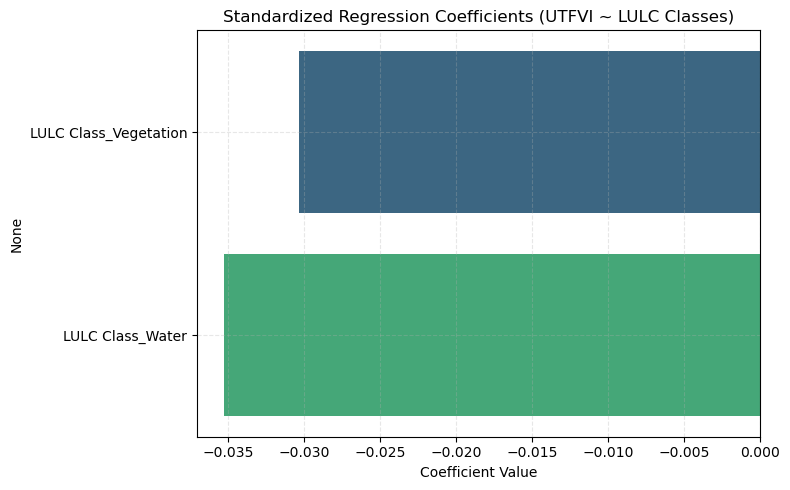 Standardized Regression Coefficients (UTFVI ~ LULC Classes)
LULC Class_Vegetation
None
LULC Class_Water
−0.035 −0.030 −0.025 −0.020 −0.015 −0.010 −0.005 0.000
Coefficient Value